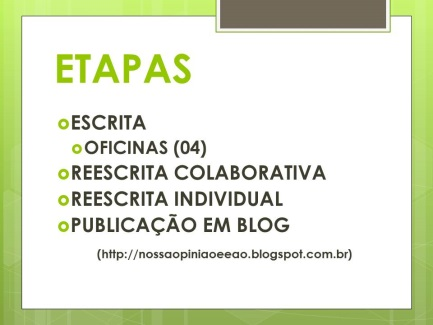 ETAPAS
ESCRITA
OFICINAS (04)
REESCRITA COLABORATIVA
REESCRITA INDIVIDUAL
PUBLICAÇÃO EM BLOG
(http://nossaopiniaoeeao.blogspot.com.br)